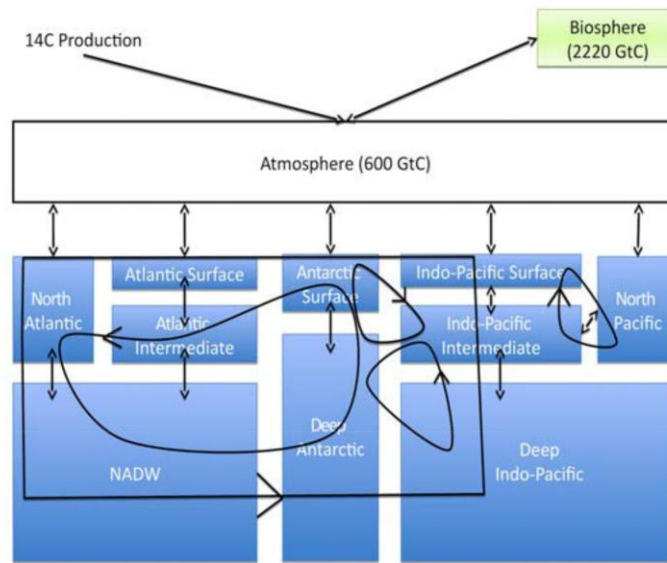 14C Production
Biosphere
(2220 GtC)
Atmosphere (600 GtC)
North
Atlantic
Atlantic Surface
Atlantic
Intermediate
Antarctic
Surface
Indo-Pacific Surface
Indo-Pacific
Intermediate
North
Pacific
NADW
Deep
Antarctic
Deep
Indo-Pacific